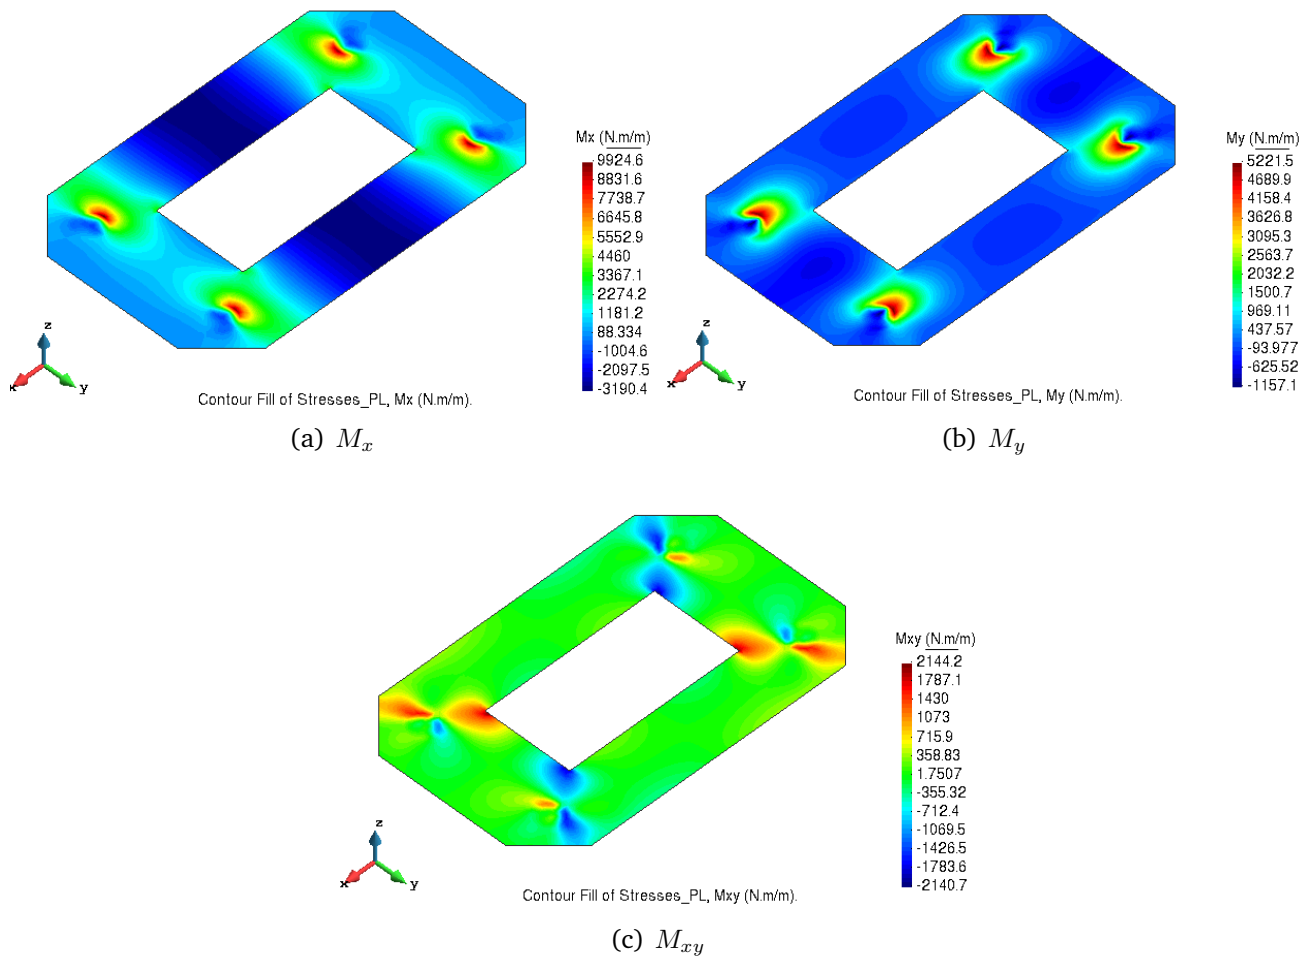 Mx (N.m/m)
9924.6
8831.6
7738.7
6645.8
5552.9
4460
3367.1
2274.2
1181.2
88.334
-1004.6
-2097.5
-3190.4
z
x
y
Contour Fill of Stresses_PL, Mx (N.m/m).
(a) Mx
My (N.m/m)
5221.5
4689.9
4158.4
3626.8
3095.3
2563.7
2032.2
1500.7
969.11
437.57
-93.977
-625.52
-1157.1
z
x
y
Contour Fill of Stresses_PL, My (N.m/m).
(b) My
Mxy (N.m/m)
2144.2
1787.1
1430
1073
715.9
358.83
1.7507
-355.32
-712.4
-1069.5
-1426.5
-1783.6
-2140.7
z
x
y
Contour Fill of Stresses_PL, Mxy (N.m/m).
(c) Mxy